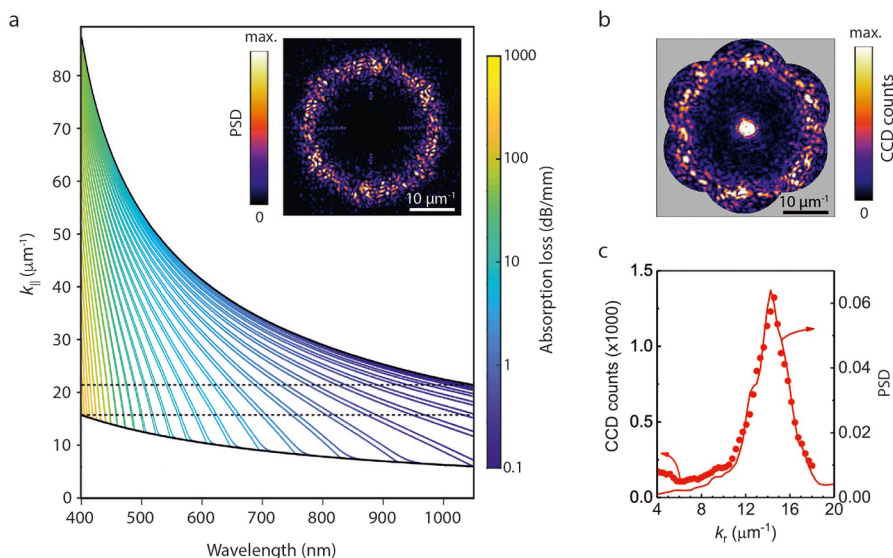 a
max.
PSD
0
10 µm⁻¹
80
70
60
50
40
30
20
10
0
k∥ (µm⁻¹)
400
500
600
700
800
900
1000
Wavelength (nm)
1000
100
10
1
0.1
Absorption loss (dB/mm)
b
10 µm⁻¹
max.
CCD counts
0
c
1.5
1.0
0.5
0.0
CCD counts (x1000)
0.06
0.04
0.02
0.00
PSD
4
8
12
16
20
kr (µm⁻¹)